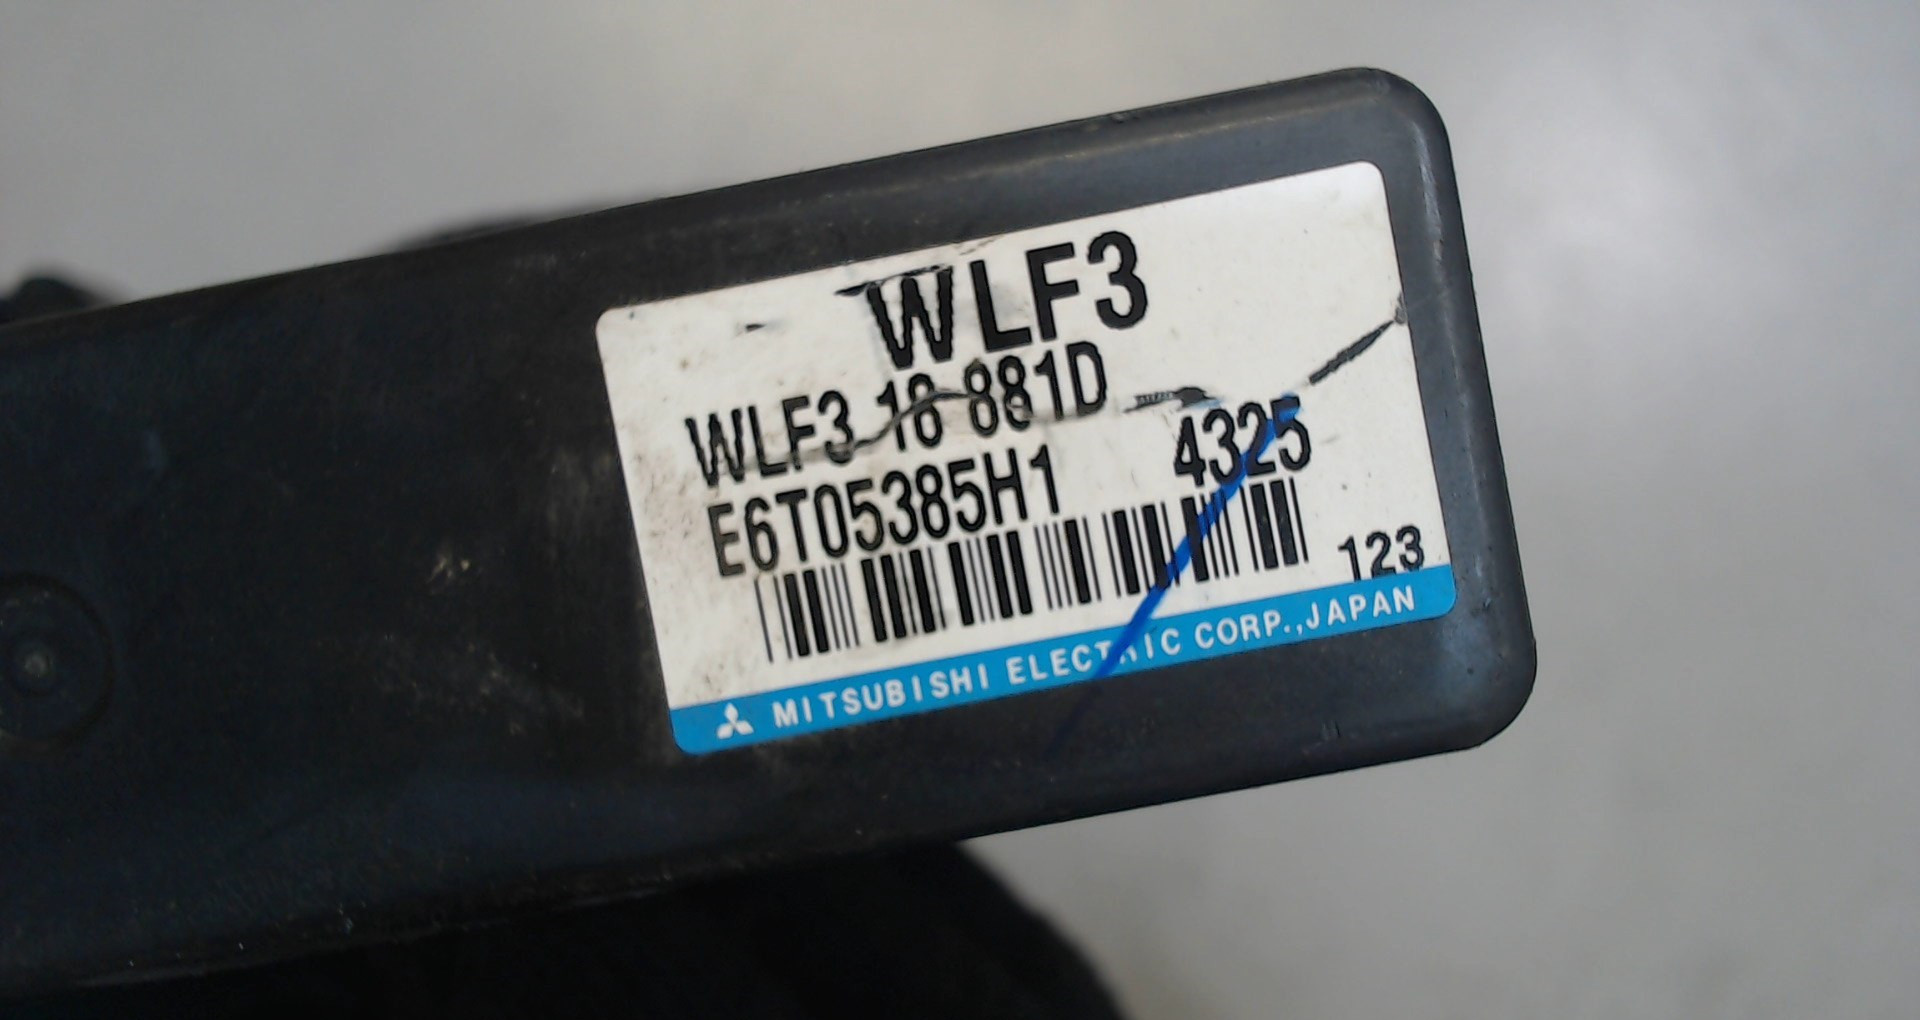 WLF3
WLF3 18 881D
E6T05385H1 4325
123
MITSUBISHI ELECTRIC CORP.,JAPAN